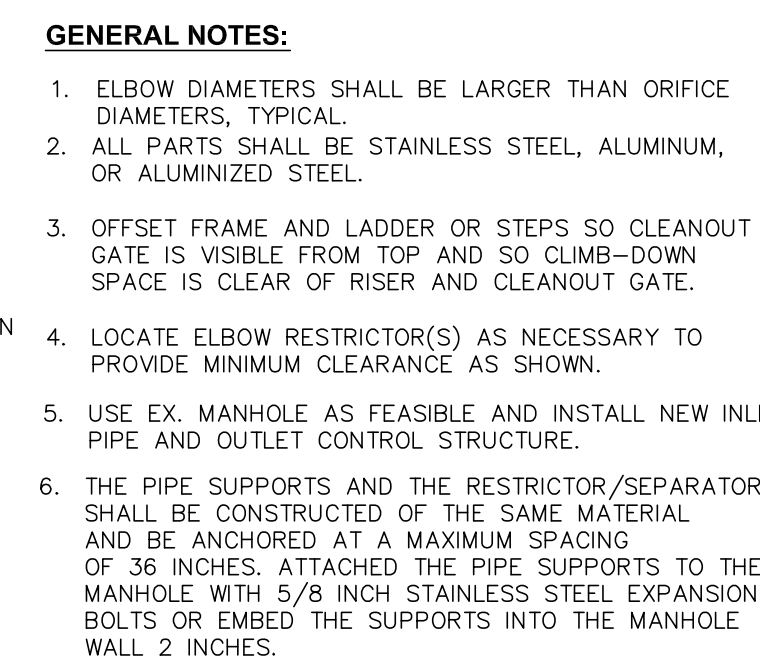 GENERAL NOTES:
1. ELBOW DIAMETERS SHALL BE LARGER THAN ORIFICE
DIAMETERS, TYPICAL.
2. ALL PARTS SHALL BE STAINLESS STEEL, ALUMINUM,
OR ALUMINIZED STEEL.
3. OFFSET FRAME AND LADDER OR STEPS SO CLEANOUT
GATE IS VISIBLE FROM TOP AND SO CLIMB–DOWN
SPACE IS CLEAR OF RISER AND CLEANOUT GATE.
N
4. LOCATE ELBOW RESTRICTOR(S) AS NECESSARY TO
PROVIDE MINIMUM CLEARANCE AS SHOWN.
5. USE EX. MANHOLE AS FEASIBLE AND INSTALL NEW
PIPE AND OUTLET CONTROL STRUCTURE.
6. THE PIPE SUPPORTS AND THE RESTRICTOR/SEPARATOR
SHALL BE CONSTRUCTED OF THE SAME MATERIAL
AND BE ANCHORED AT A MAXIMUM SPACING
OF 36 INCHES. ATTACHED THE PIPE SUPPORTS TO THE
MANHOLE WITH 5/8 INCH STAINLESS STEEL EXPANSION
BOLTS OR EMBED THE SUPPORTS INTO THE MANHOLE
WALL 2 INCHES.